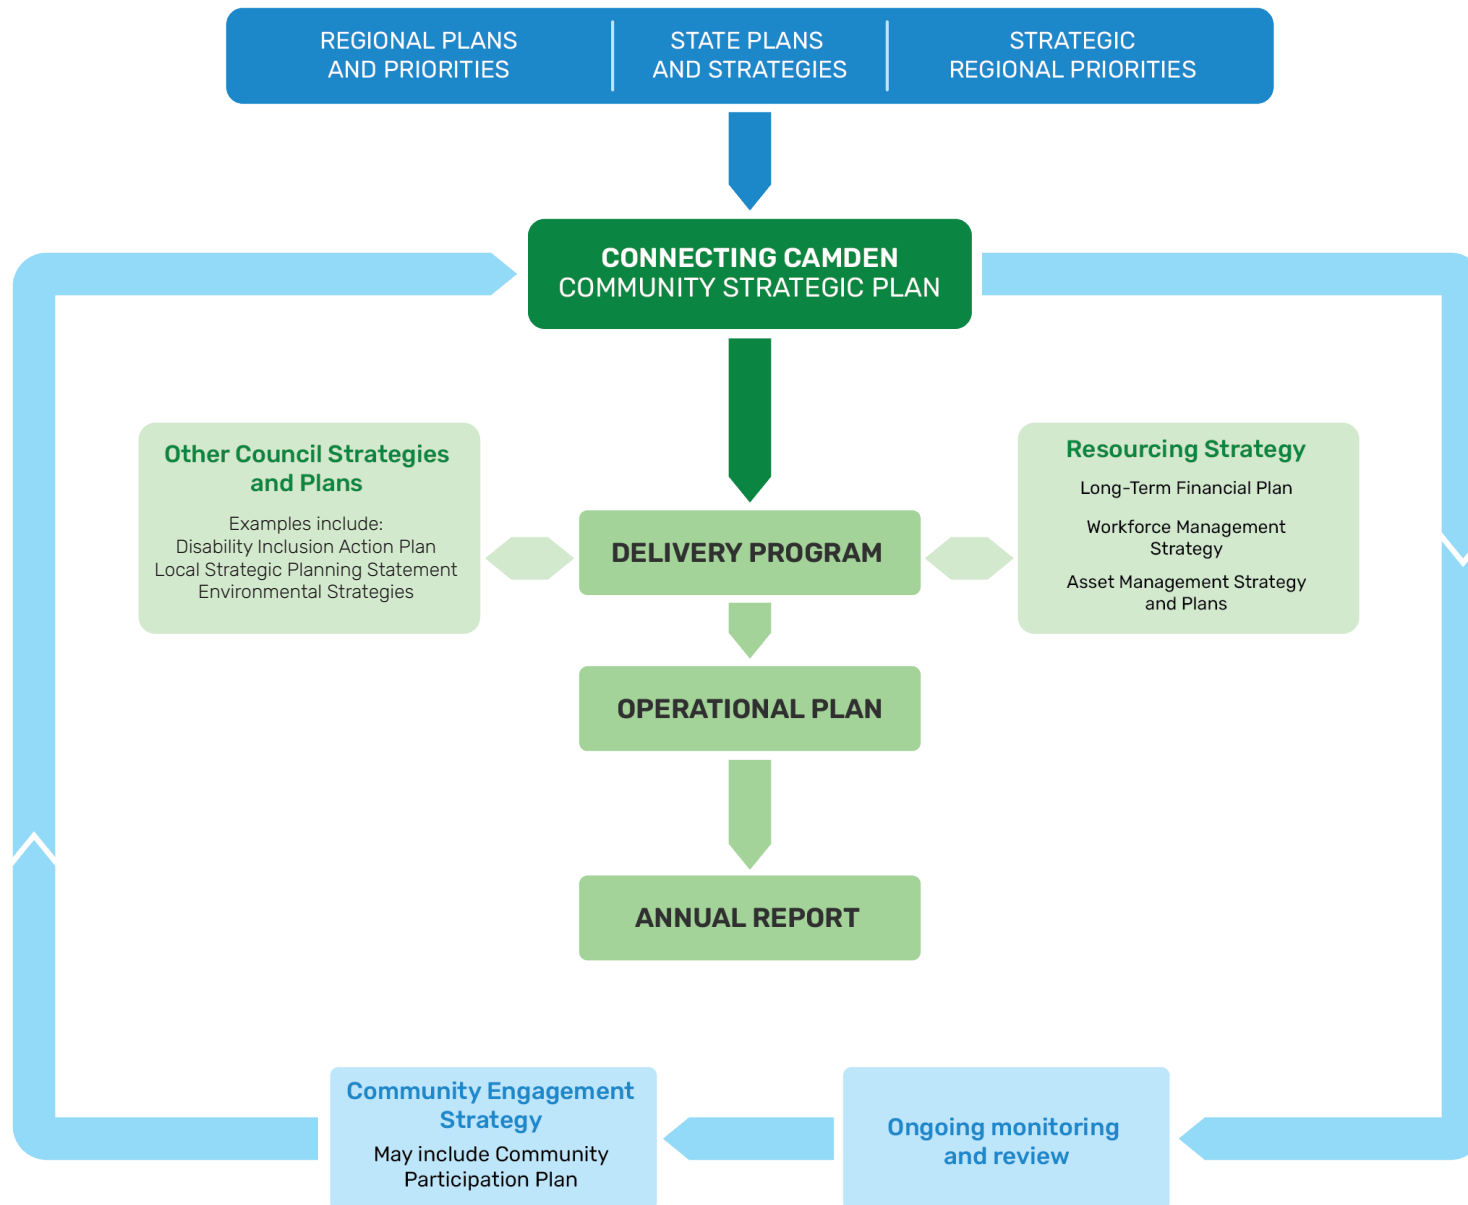 REGIONAL PLANS
AND PRIORITIES
STATE PLANS
AND STRATEGIES
STRATEGIC
REGIONAL PRIORITIES
CONNECTING CAMDEN
COMMUNITY STRATEGIC PLAN
Other Council Strategies
and Plans
Examples include:
Disability Inclusion Action Plan
Local Strategic Planning Statement
Environmental Strategies
DELIVERY PROGRAM
Resourcing Strategy
Long-Term Financial Plan
Workforce Management
Strategy
Asset Management Strategy
and Plans
OPERATIONAL PLAN
ANNUAL REPORT
Community Engagement
Strategy
May include Community
Participation Plan
Ongoing monitoring
and review